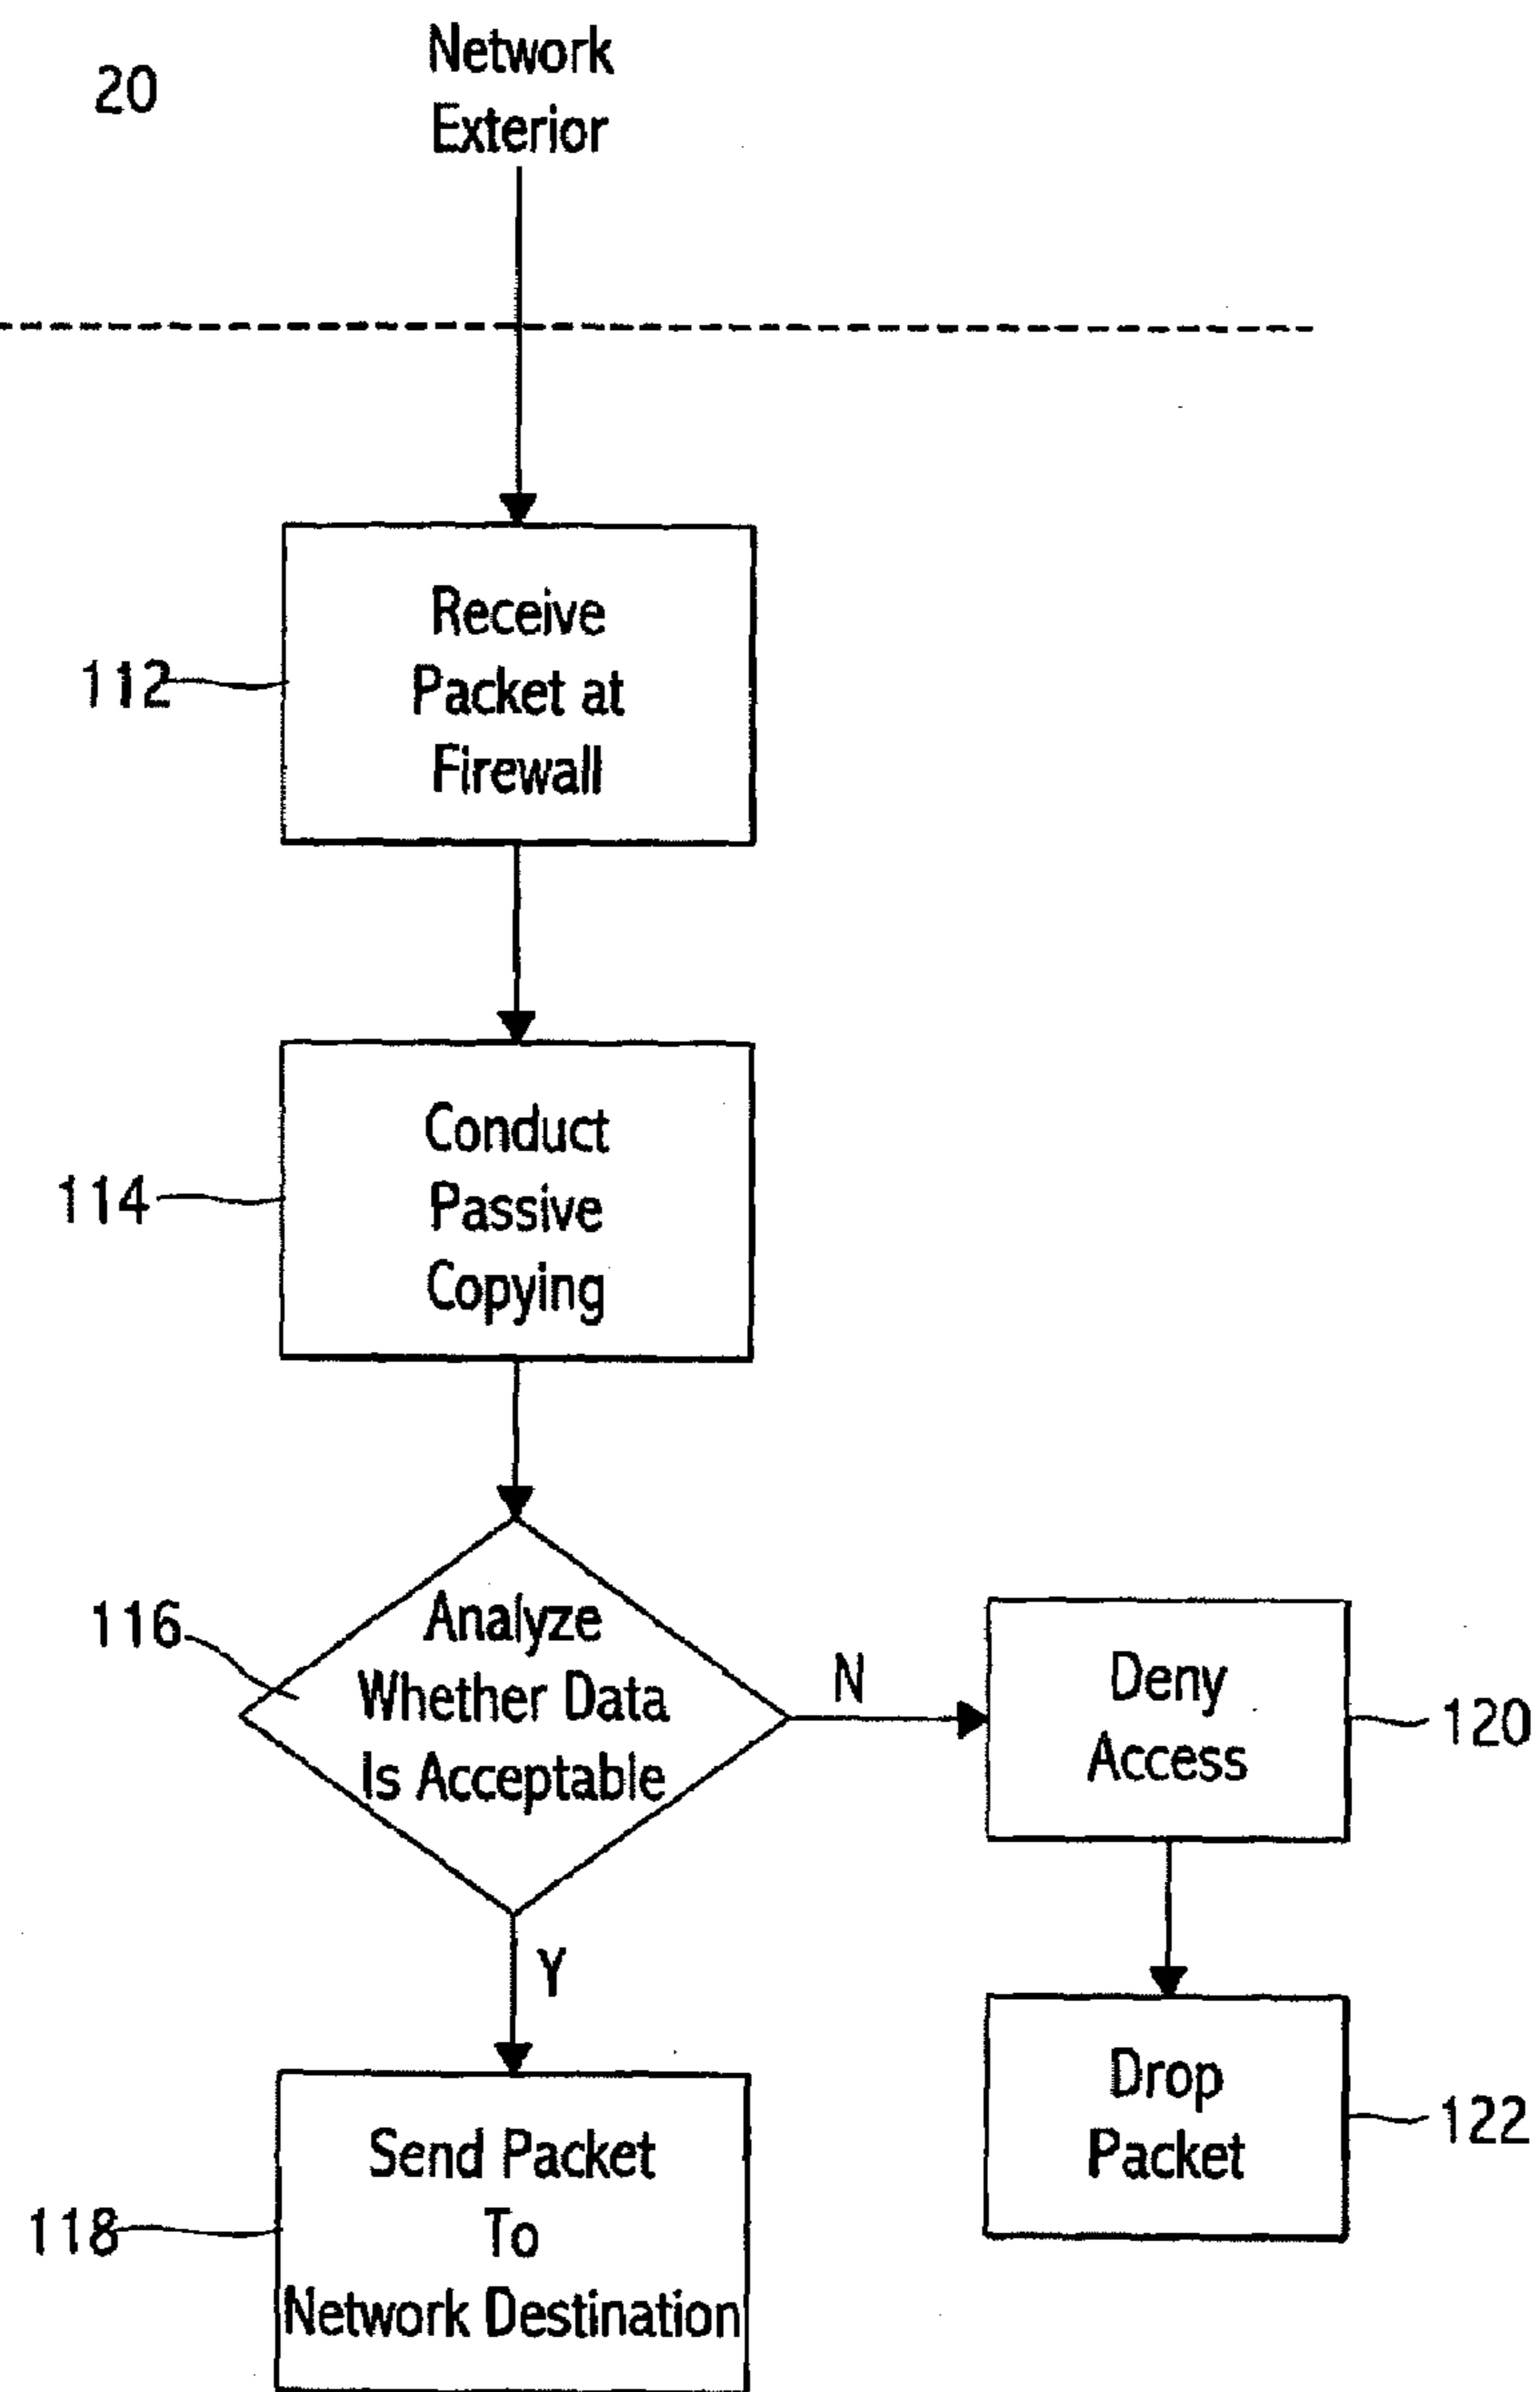 20
Network
Exterior
112
Receive
Packet at
Firewall
114
Conduct
Passive
Copying
116
Analyze
Whether Data
Is Acceptable
N
Deny
Access
120
Y
Drop
Packet
122
118
Send Packet
To
Network Destination